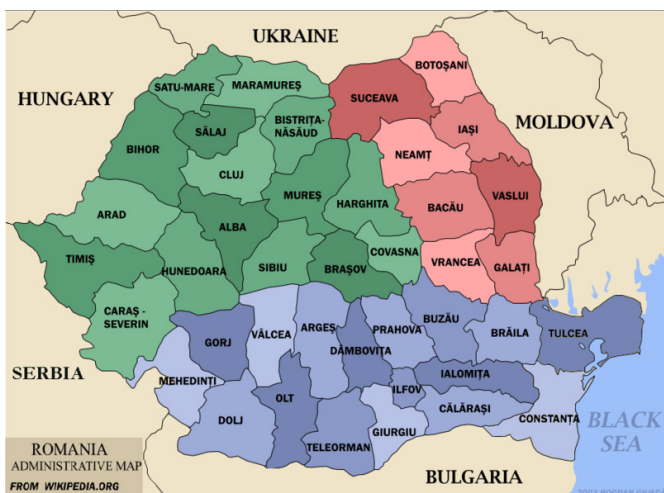 UKRAINE
BOTOȘANI
SATU-MARE
MARAMUREȘ
HUNGARY
SUCEAVA
MOLDOVA
SĂLAJ
BISTRIȚA-
NĂSĂUD
IAȘI
BIHOR
NEAMȚ
CLUJ
MUREȘ
VASLUI
HARGHITA
BACĂU
ARAD
ALBA
COVASNA
TIMIȘ
HUNEDOARA
SIBIU
BRAȘOV
VRANCEA
GALAȚI
CARAȘ -
SEVERIN
BUZĂU
GORJ
VÂLCEA
ARGEȘ
PRAHOVA
BRĂILA
TULCEA
DÂMBOVIȚA
SERBIA
MEHEDINȚI
IALOMIȚA
ILFOV
OLT
CĂLĂRAȘI
DOLJ
GIURGIU
CONSTANȚA
BLACK
SEA
TELEORMAN
ROMANIA
ADMINISTRATIVE MAP
FROM WIKIPEDIA.ORG
BULGARIA